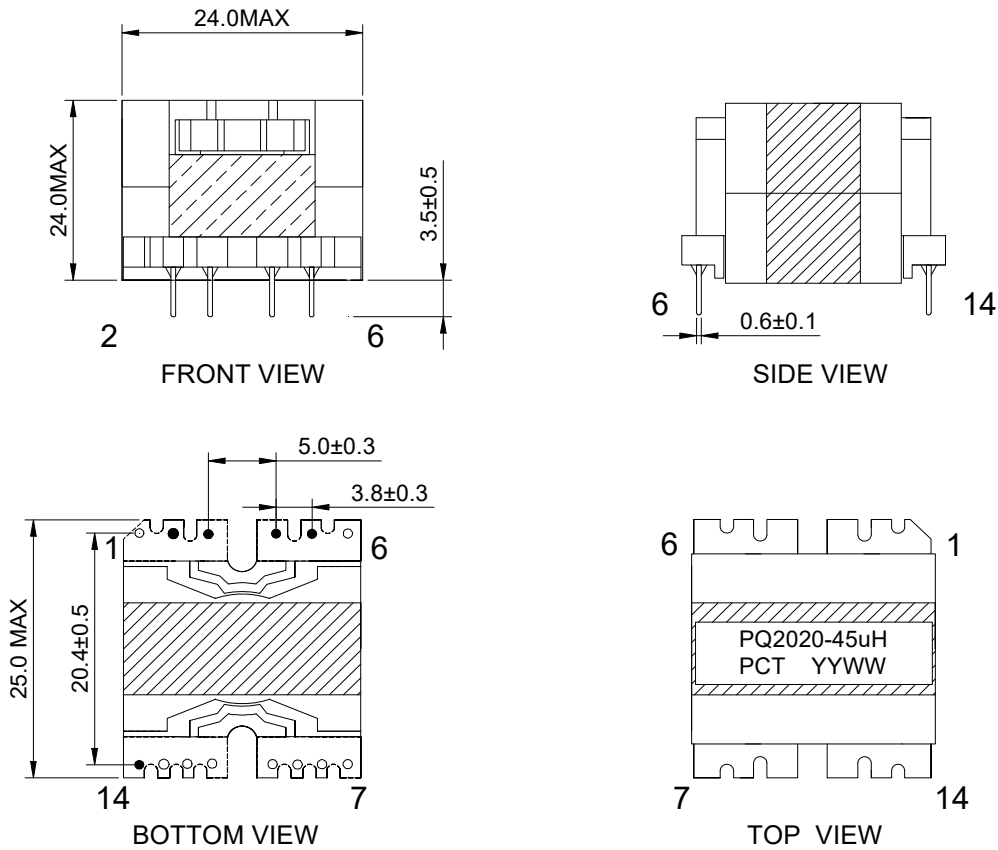 24.0MAX
24.0MAX
3.5±0.5
2
6
FRONT VIEW
6
14
0.6±0.1
SIDE VIEW
5.0±0.3
3.8±0.3
1
6
25.0 MAX
20.4±0.5
14
7
BOTTOM VIEW
6
1
PQ2020-45uH
PCT YYWW
7
14
TOP VIEW